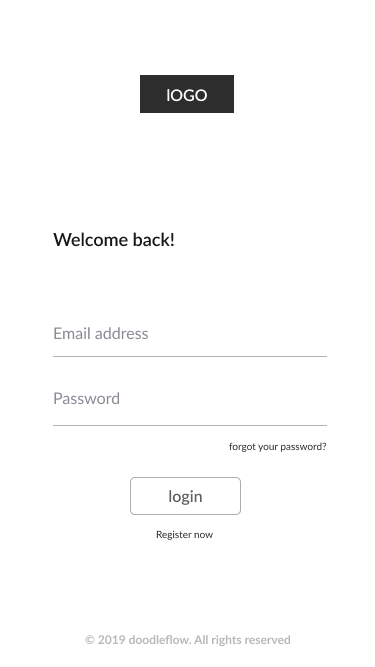 lOGO
Welcome back!
Email address
Password
forgot your password?
login
Register now
© 2019 doodleflow. All rights reserved